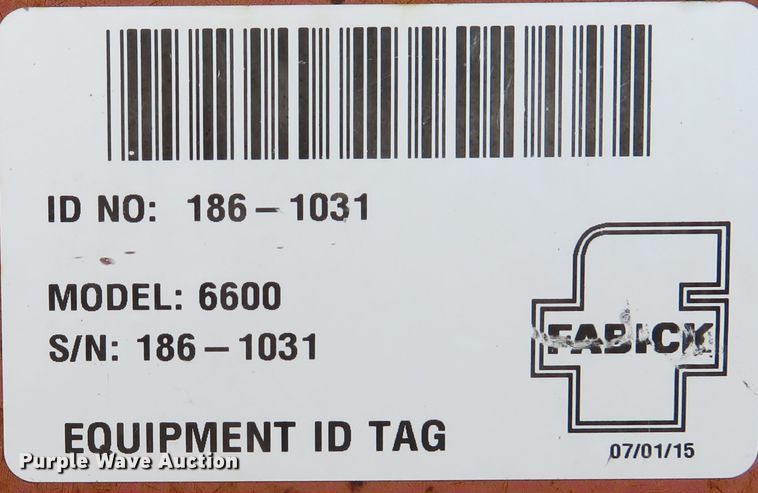 ID NO: 186-1031
MODEL: 6600
S/N: 186-1031
FABICK
EQUIPMENT ID TAG
07/01/15
Purple Wave Auction